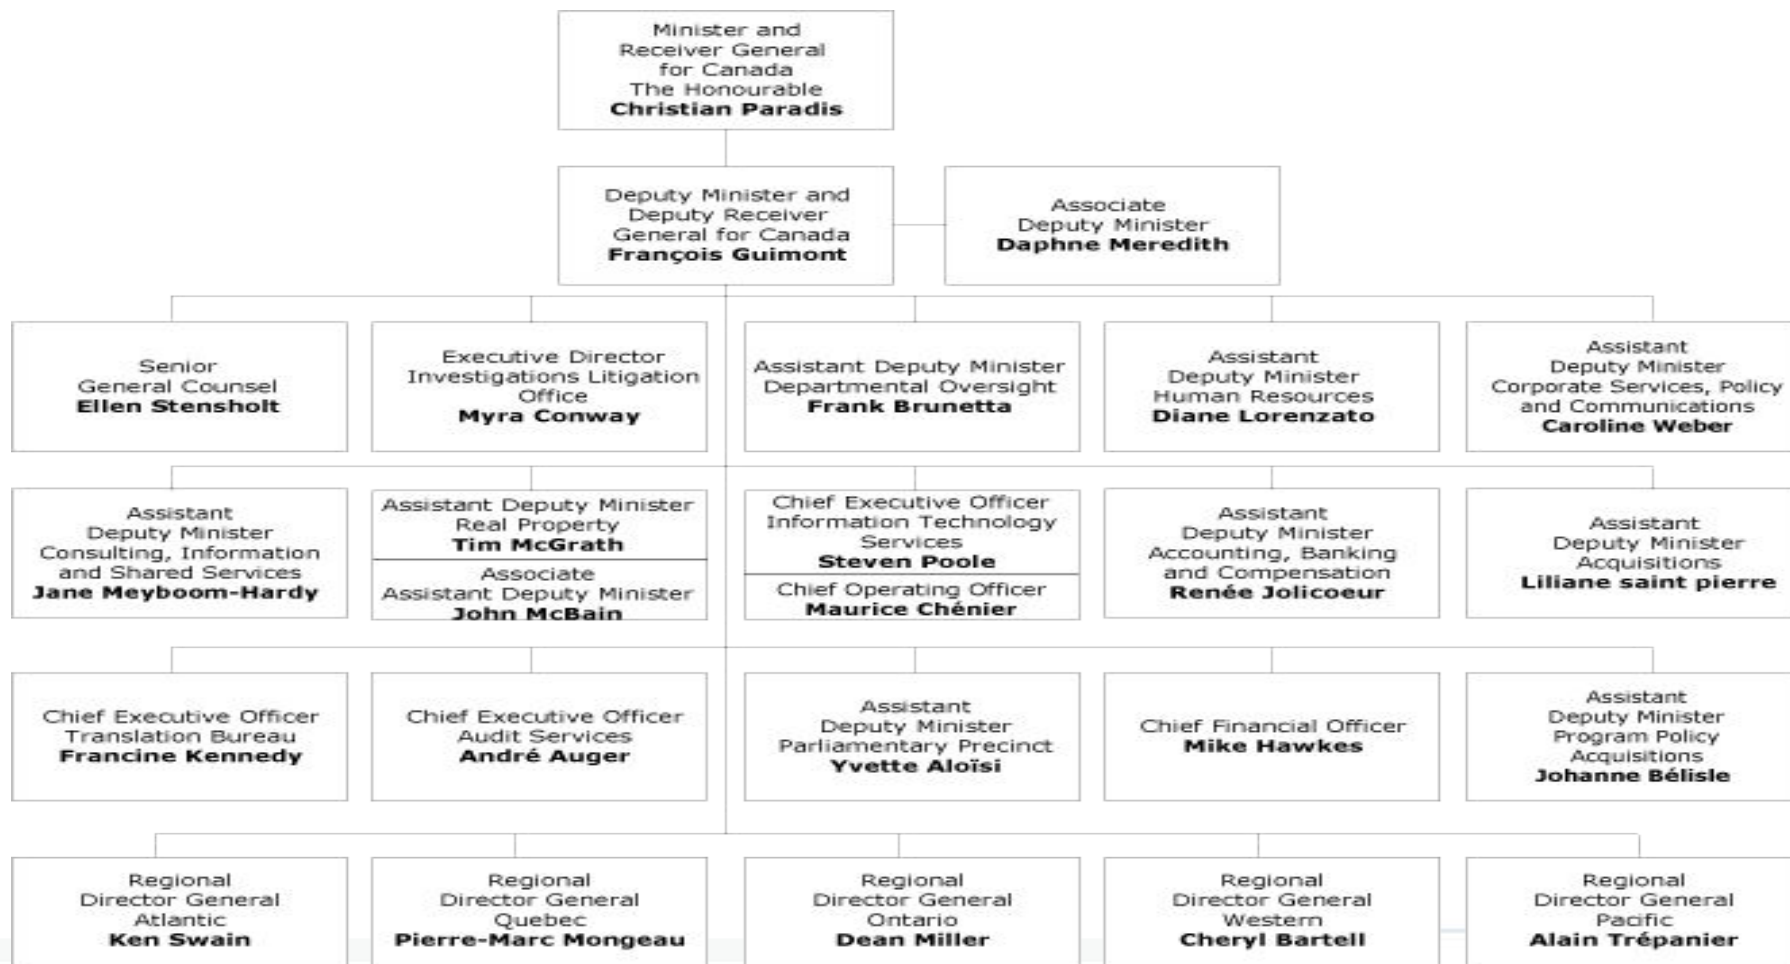 Minister and
Receiver General
for Canada
The Honourable
Christian Paradis
Deputy Minister and
Deputy Receiver
General for Canada
François Guimont
Associate
Deputy Minister
Daphne Meredith
Senior
General Counsel
Ellen Stensholt
Executive Director
Investigations Litigation
Office
Myra Conway
Assistant Deputy Minister
Departmental Oversight
Frank Brunetta
Assistant
Deputy Minister
Human Resources
Diane Lorenzato
Assistant
Deputy Minister
Corporate Services, Policy
and Communications
Caroline Weber
Assistant
Deputy Minister
Consulting, Information
and Shared Services
Jane Meyboom-Hardy
Assistant Deputy Minister
Real Property
Tim McGrath
Associate
Assistant Deputy Minister
John McBain
Chief Executive Officer
Information Technology
Services
Steven Poole
Chief Operating Officer
Maurice Chénier
Assistant
Deputy Minister
Accounting, Banking
and Compensation
Renée Jolicoeur
Assistant
Deputy Minister
Acquisitions
Liliane saint pierre
Chief Executive Officer
Translation Bureau
Francine Kennedy
Chief Executive Officer
Audit Services
André Auger
Assistant
Deputy Minister
Parliamentary Precinct
Yvette Aloïsi
Chief Financial Officer
Mike Hawkes
Assistant
Deputy Minister
Program Policy
Acquisitions
Johanne Bélisle
Regional
Director General
Atlantic
Ken Swain
Regional
Director General
Quebec
Pierre-Marc Mongeau
Regional
Director General
Ontario
Dean Miller
Regional
Director General
Western
Cheryl Bartell
Regional
Director General
Pacific
Alain Trépanier